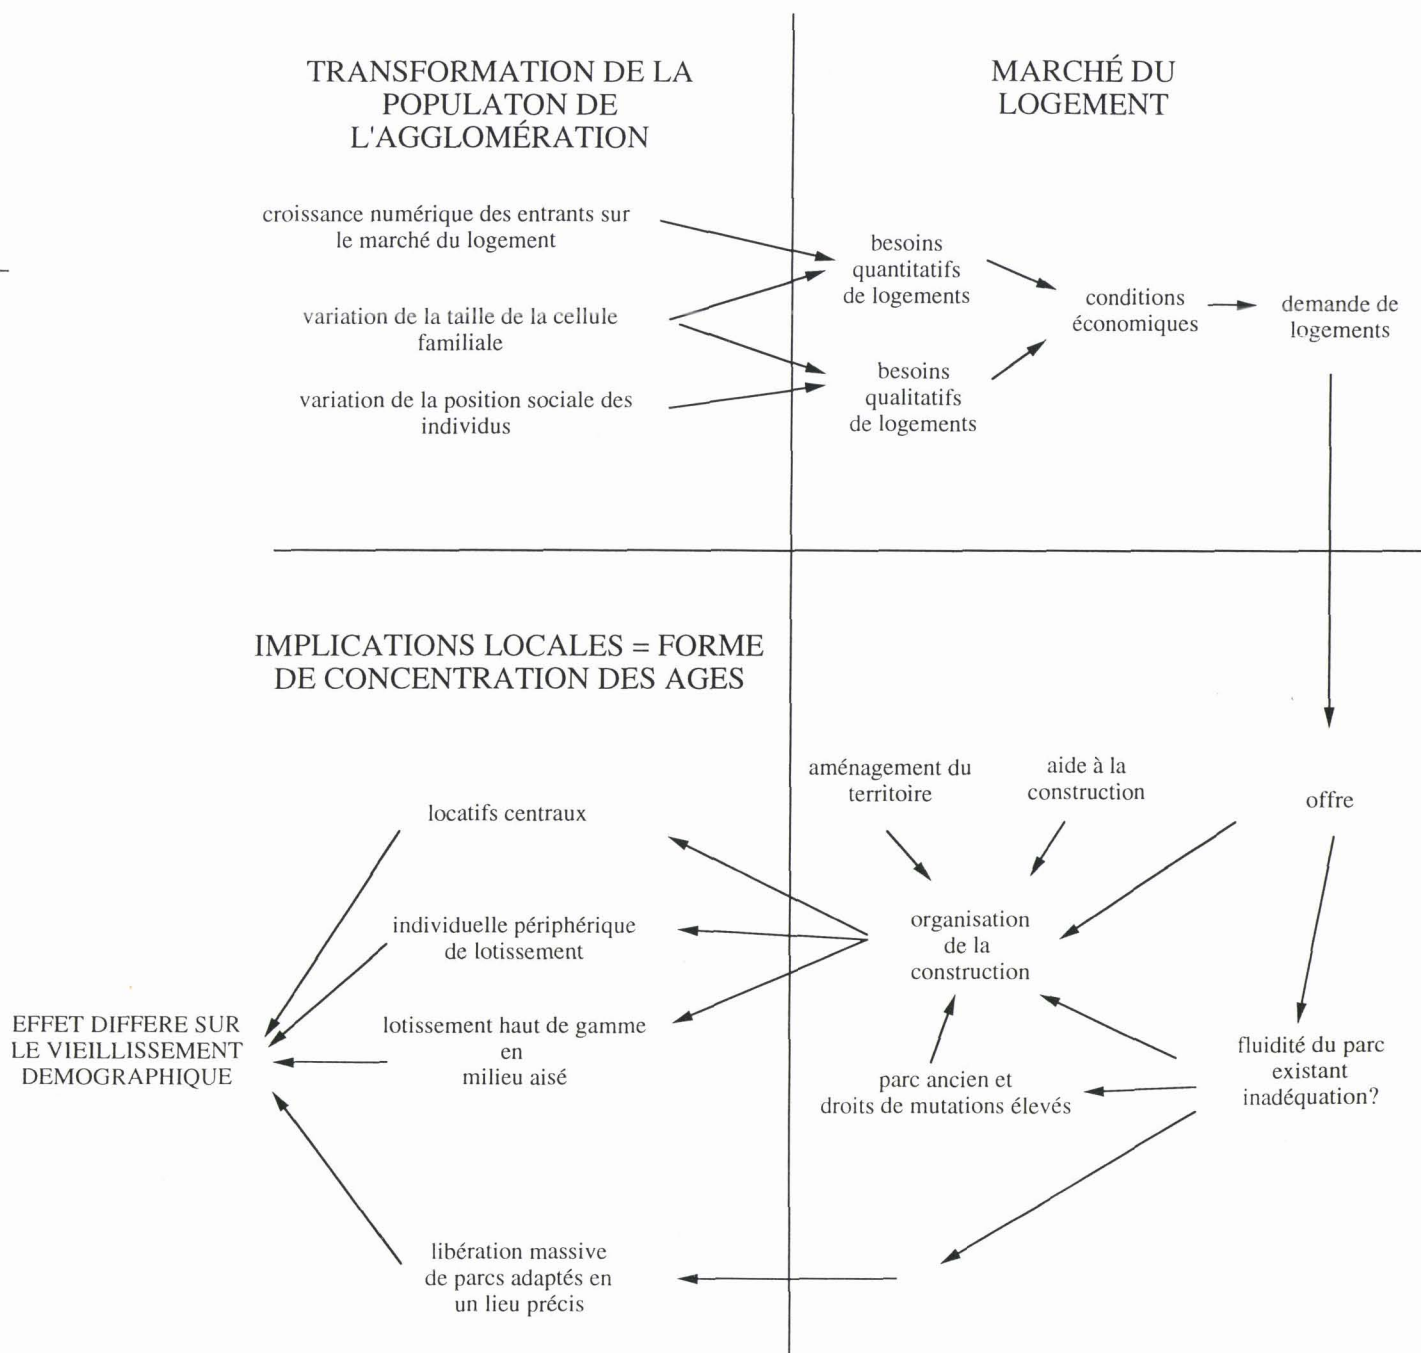 TRANSFORMATION DE LA
POPULATON DE
L'AGGLOMÉRATION
MARCHÉ DU
LOGEMENT
croissance numérique des entrants sur
le marché du logement
variation de la taille de la cellule
familiale
variation de la position sociale des
individus
besoins
quantitatifs
de logements
besoins
qualitatifs
de logements
conditions
économiques
demande de
logements
IMPLICATIONS LOCALES = FORME
DE CONCENTRATION DES AGES
aménagement du
territoire
aide à la
construction
offre
locatifs centraux
individuelle périphérique
de lotissement
organisation
de la
construction
lotissement haut de gamme
en
milieu aisé
EFFET DIFFERE SUR
LE VIEILLISSEMENT
DEMOGRAPHIQUE
parc ancien et
droits de mutations élevés
fluidité du parc
existant
inadéquation?
libération massive
de parcs adaptés en
un lieu précis